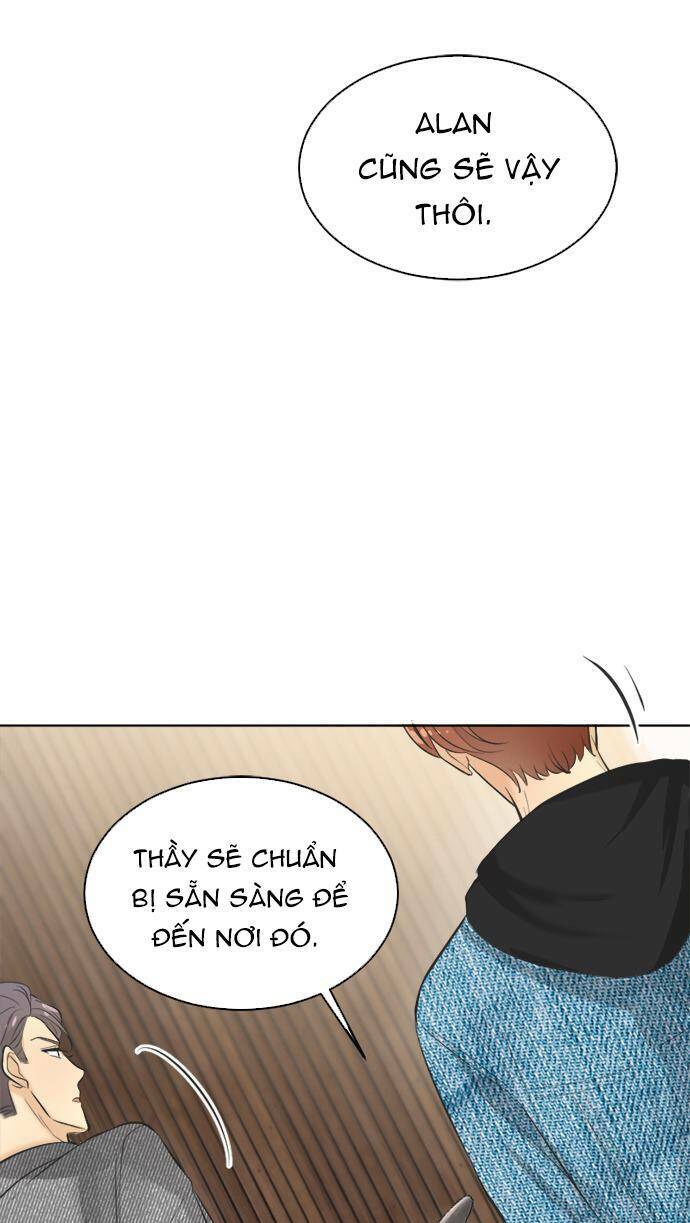 ALAN
CŨNG SẼ VẬY
THÔI.
THẦY SẼ CHUẨN
BỊ SẴN SÀNG ĐỂ
ĐẾN NƠI ĐÓ.